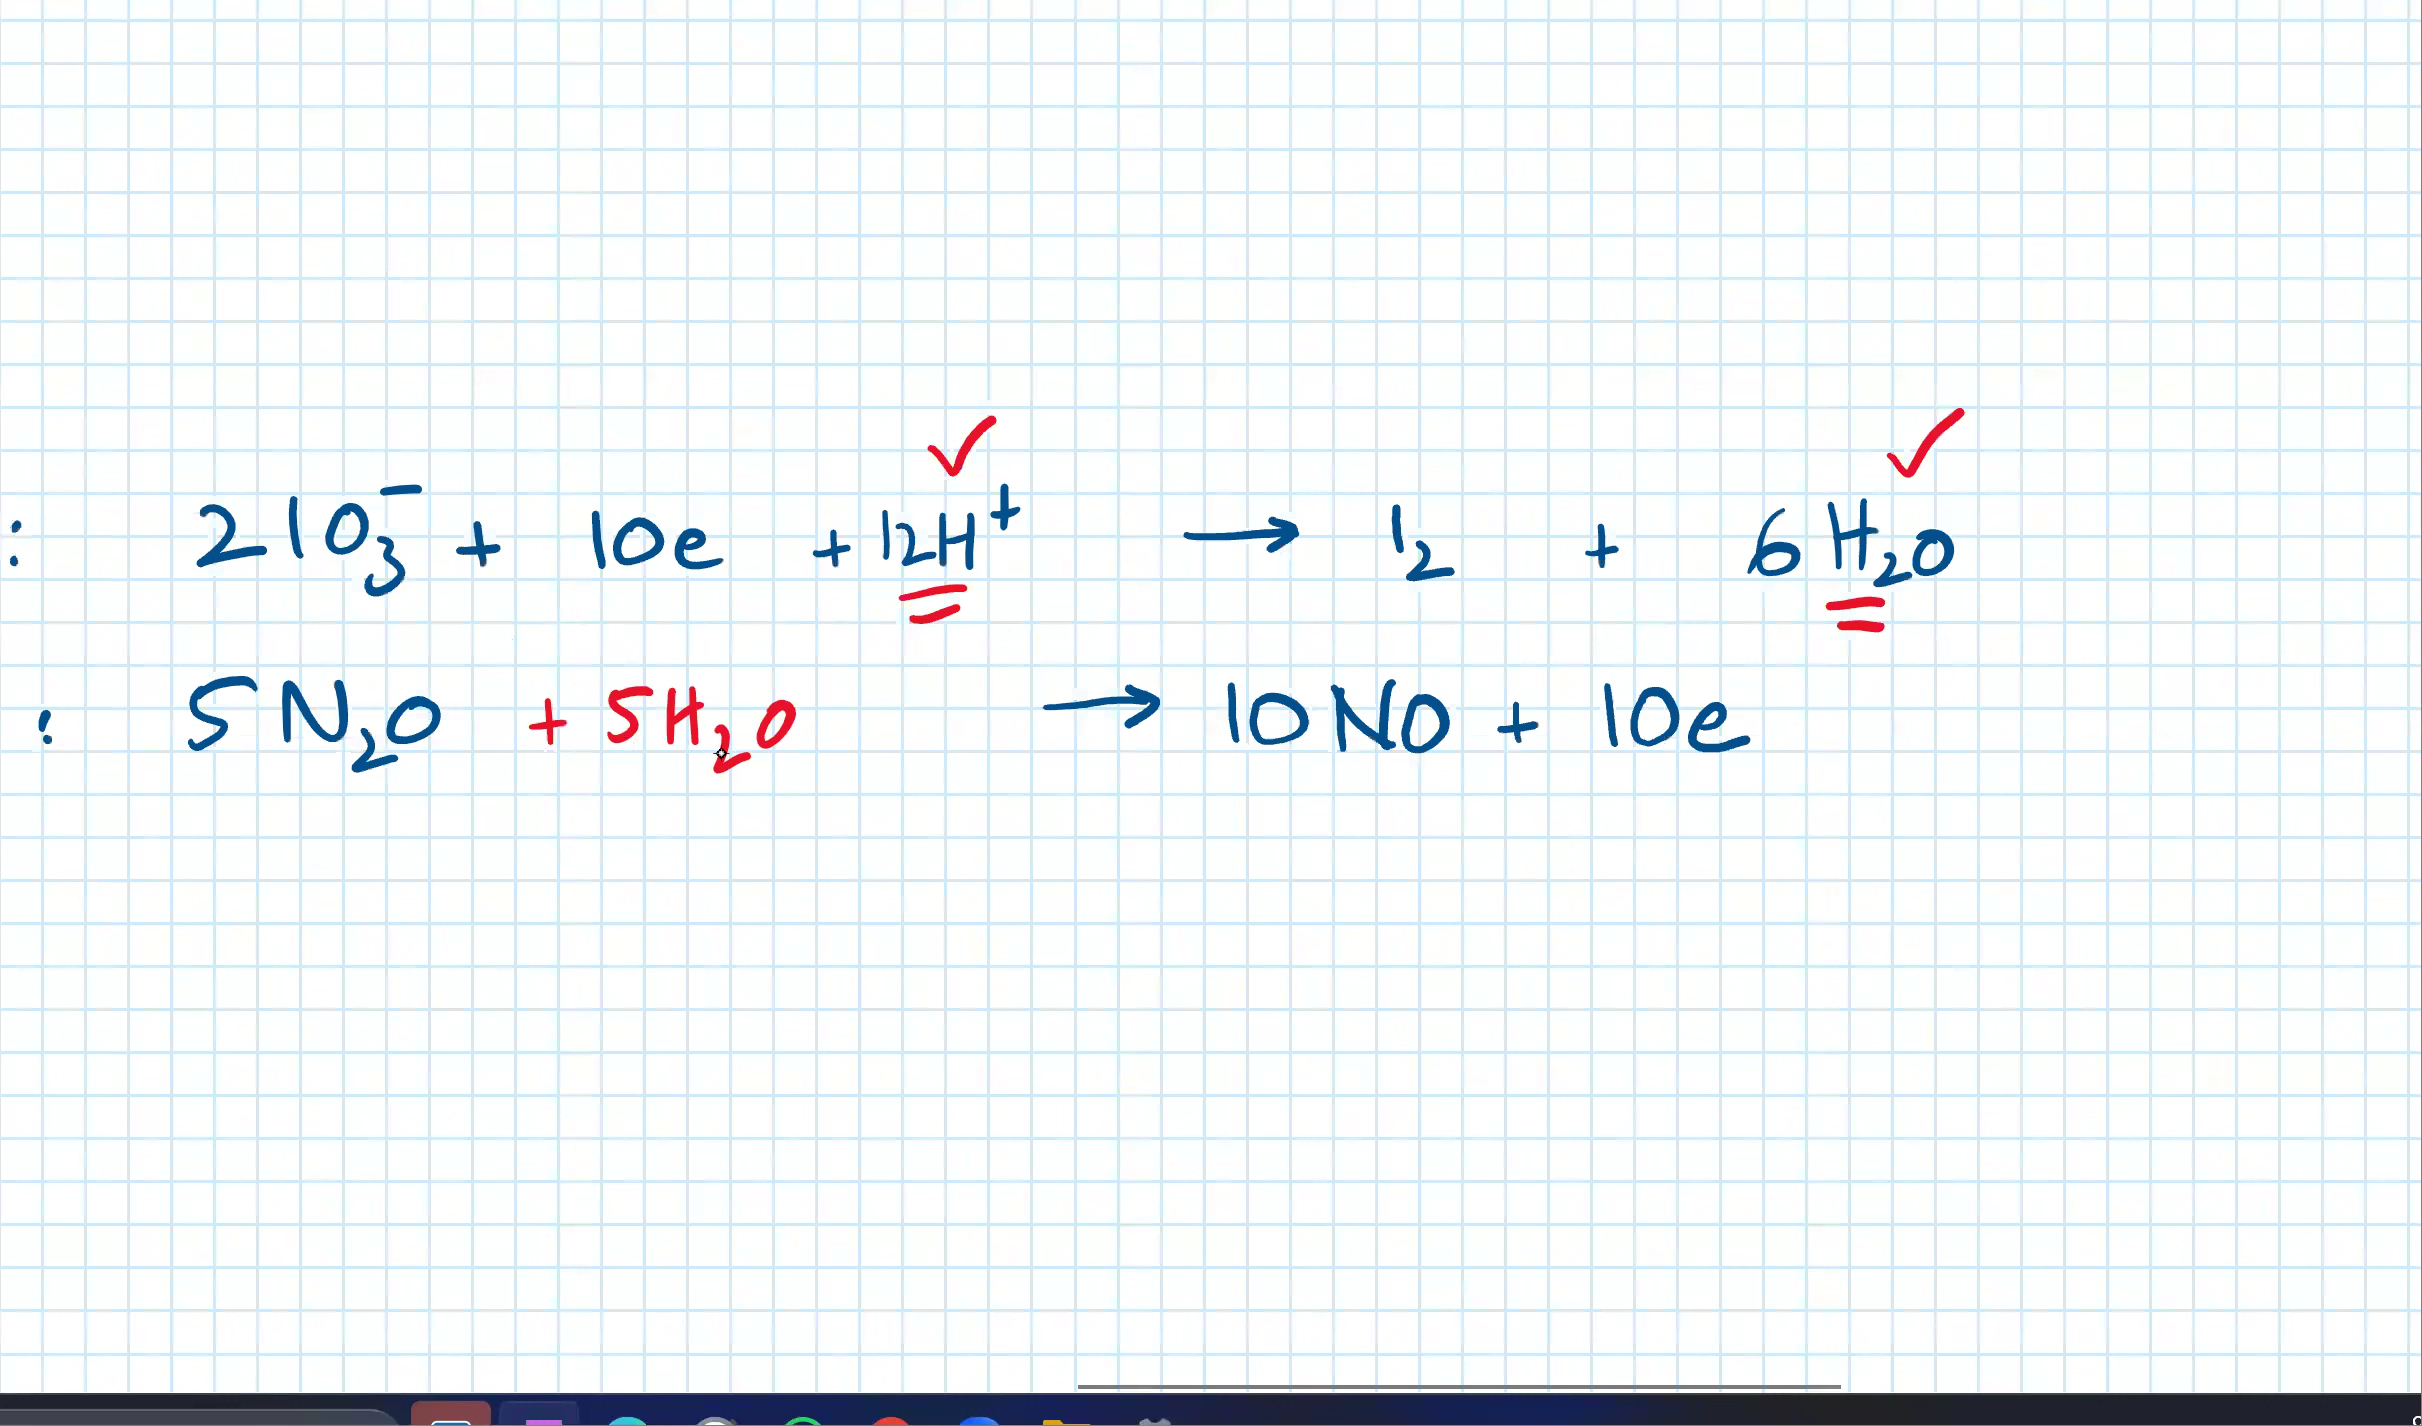 : 2IO₃⁻ + 10e + 12H⁺ → I₂ + 6H₂O
: 5N₂O + 5H₂O → 10NO + 10e